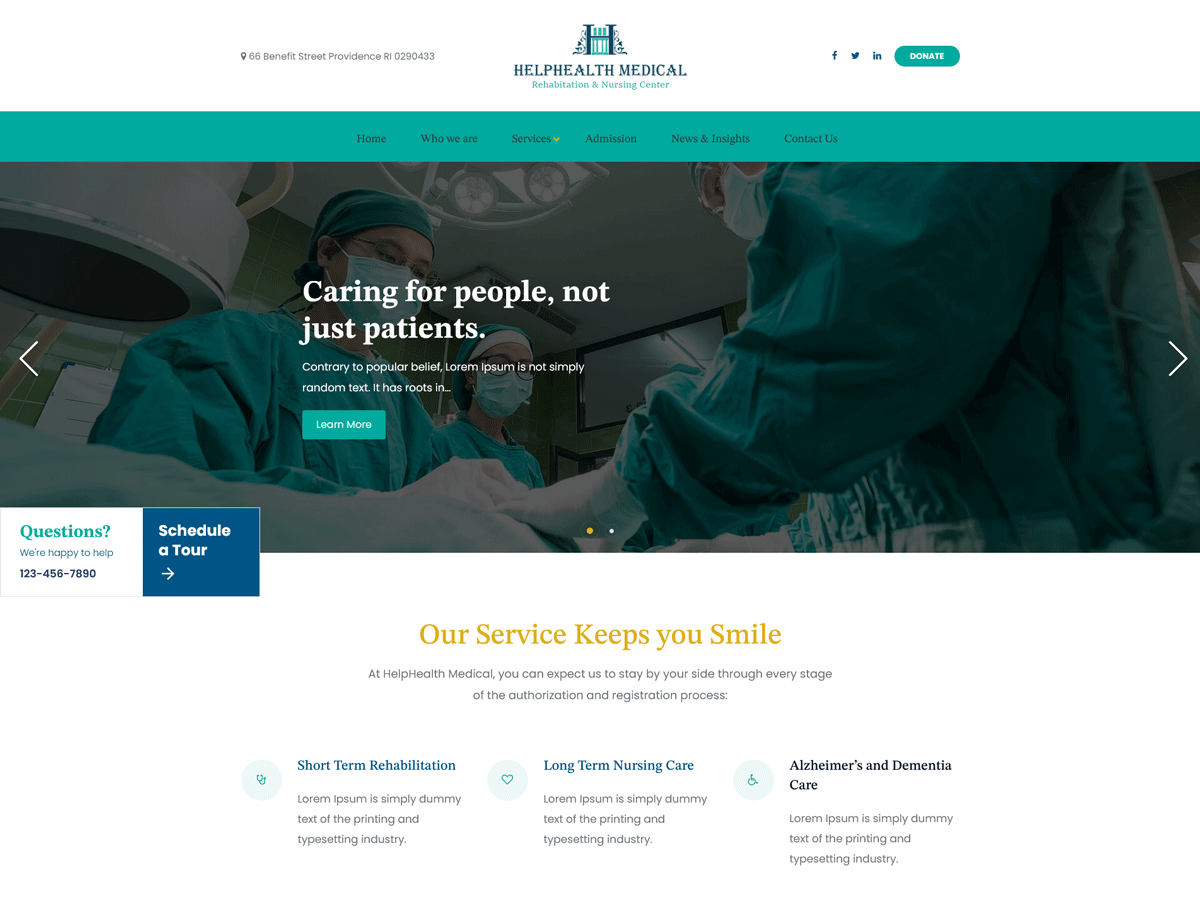 66 Benefit Street Providence RI 0290433
H
HELPHEALTH MEDICAL
Rehabitation & Nursing Center
DONATE
Home
Who we are
Services
Admission
News & Insights
Contact Us
Caring for people, not
just patients.
Contrary to popular belief, Lorem Ipsum is not simply
random text. It has roots in...
Learn More
Questions?
We're happy to help
123-456-7890
Schedule
a Tour
Our Service Keeps you Smile
At HelpHealth Medical, you can expect us to stay by your side through every stage
of the authorization and registration process:
Short Term Rehabilitation
Lorem Ipsum is simply dummy
text of the printing and
typesetting industry.
Long Term Nursing Care
Lorem Ipsum is simply dummy
text of the printing and
typesetting industry.
Alzheimer’s and Dementia
Care
Lorem Ipsum is simply dummy
text of the printing and
typesetting industry.